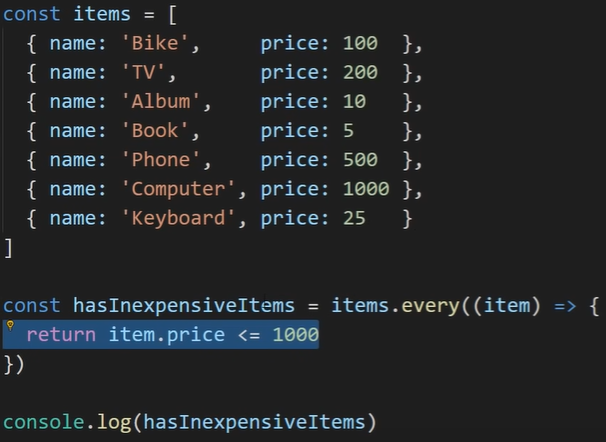 const items = [
  { name: 'Bike',     price: 100  },
  { name: 'TV',       price: 200  },
  { name: 'Album',    price: 10   },
  { name: 'Book',     price: 5    },
  { name: 'Phone',    price: 500  },
  { name: 'Computer', price: 1000 },
  { name: 'Keyboard', price: 25   }
]

const hasInexpensiveItems = items.every((item) => {
  return item.price <= 1000
})

console.log(hasInexpensiveItems)